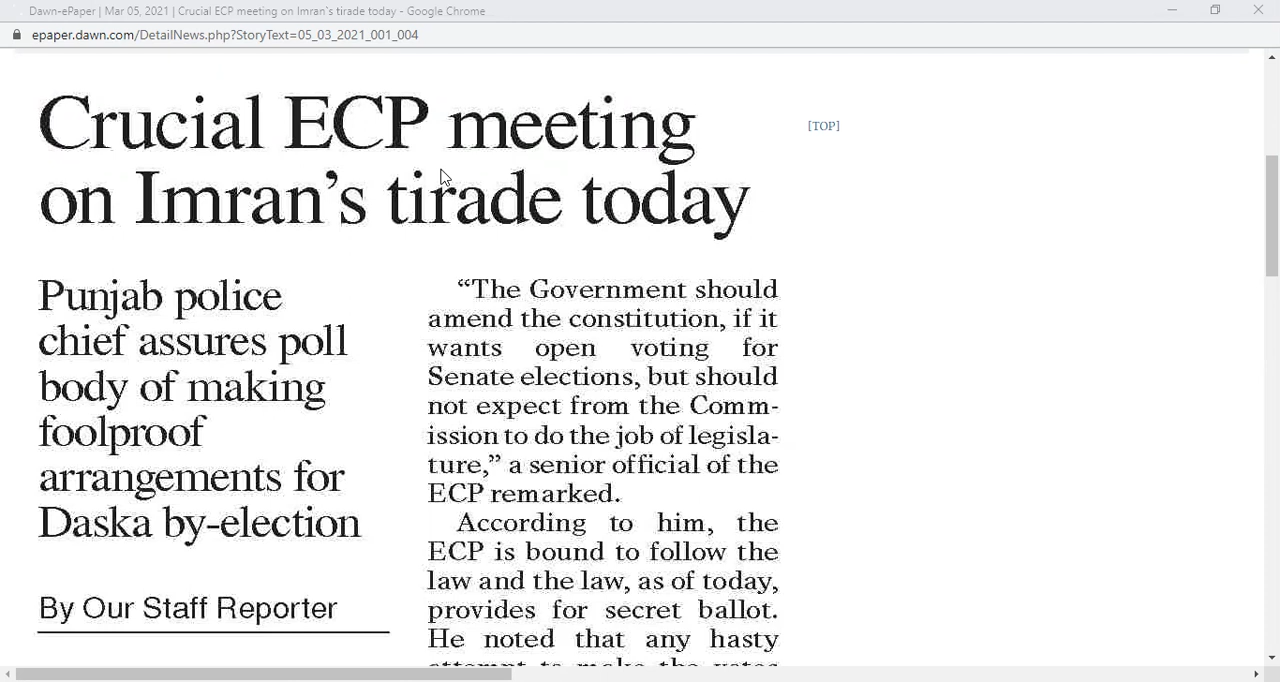 Dawn-ePaper | Mar 05, 2021 | Crucial ECP meeting on Imran`s tirade today - Google Chrome
epaper.dawn.com/DetailNews.php?StoryText=05_03_2021_001_004
Crucial ECP meeting
on Imran’s tirade today
[TOP]
Punjab police
chief assures poll
body of making
foolproof
arrangements for
Daska by-election
By Our Staff Reporter
“The Government should
amend the constitution, if it
wants open voting for
Senate elections, but should
not expect from the Comm-
ission to do the job of legisla-
ture,” a senior official of the
ECP remarked.
According to him, the
ECP is bound to follow the
law and the law, as of today,
provides for secret ballot.
He noted that any hasty
attempt to make the votes